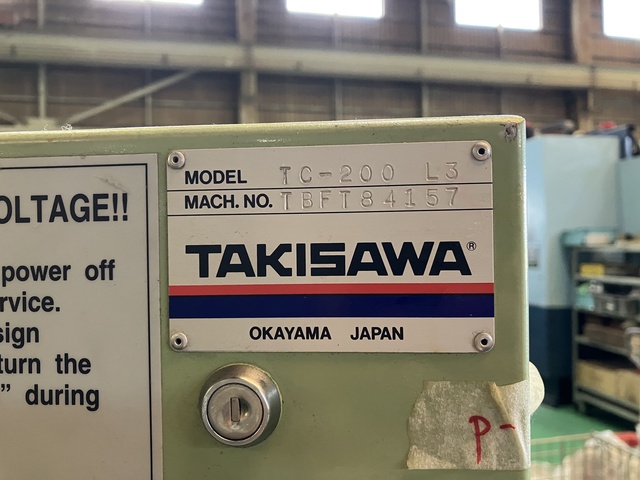 MODEL TC-200 L3
MACH. NO. TBFT84157
TAKISAWA®
OKAYAMA JAPAN
OLTAGE!!
power off
rvice.
sign
turn the
" during
P-